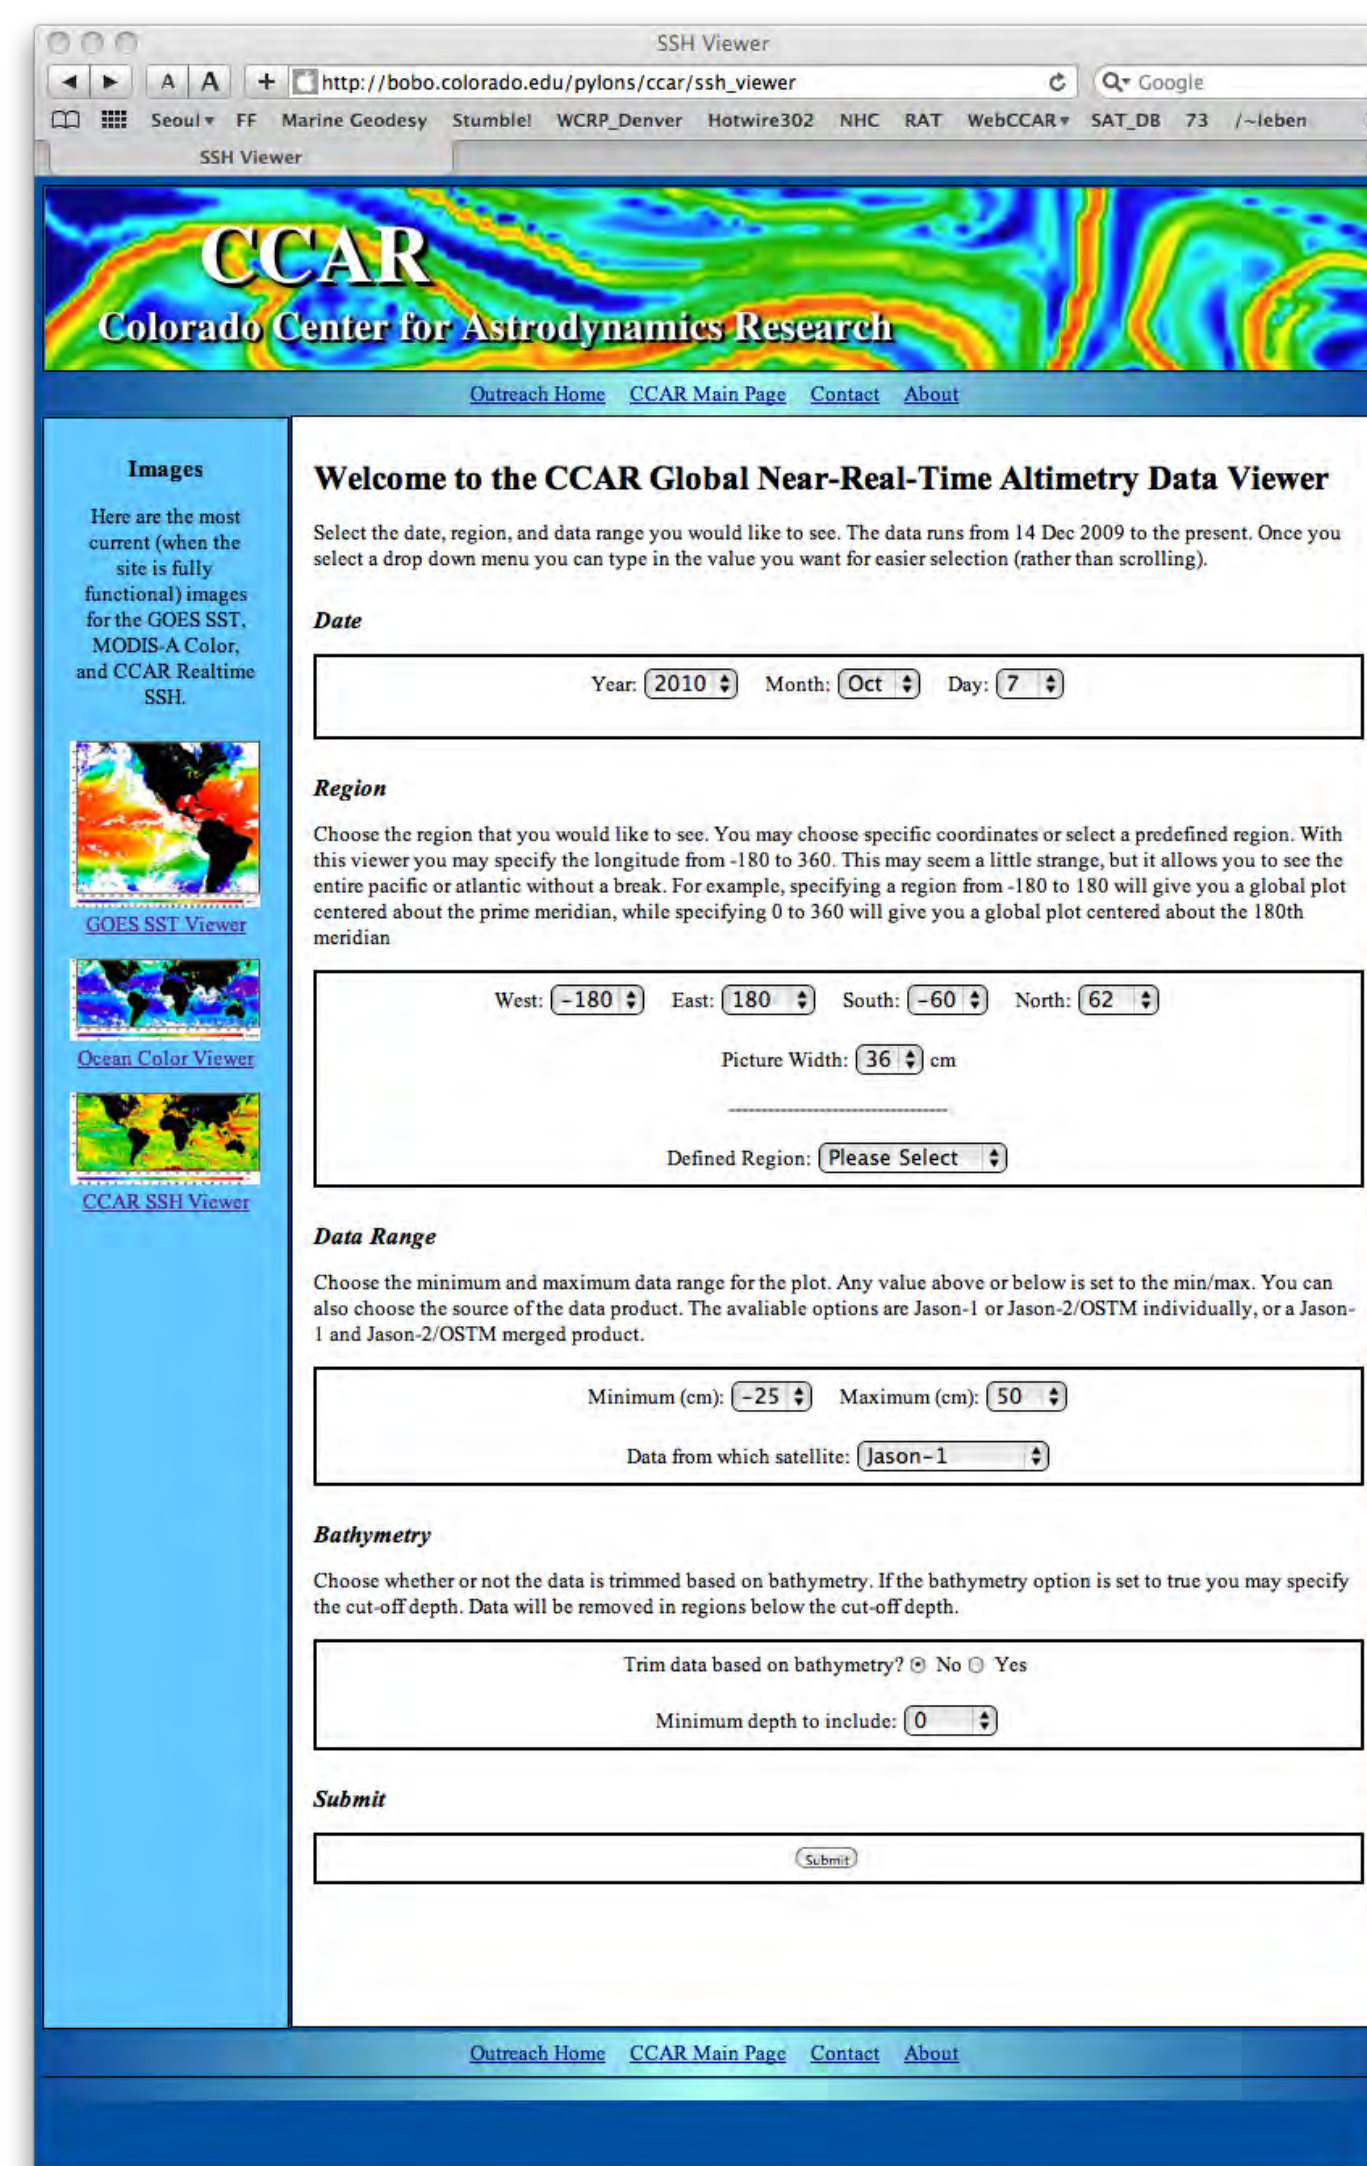 SSH Viewer
A A + http://bobo.colorado.edu/pylons/ccar/ssh_viewer Google
Seoul FF Marine Geodesy Stumble! WCRP_Denver Hotwire302 NHC RAT WebCCAR SAT_DB 73 /~leben
SSH Viewer
CCAR
Colorado Center for Astrodynamics Research
Outreach Home CCAR Main Page Contact About
Images
Here are the most
current (when the
site is fully
functional) images
for the GOES SST,
MODIS-A Color,
and CCAR Realtime
SSH.
GOES SST Viewer
Ocean Color Viewer
CCAR SSH Viewer
Welcome to the CCAR Global Near-Real-Time Altimetry Data Viewer
Select the date, region, and data range you would like to see. The data runs from 14 Dec 2009 to the present. Once you
select a drop down menu you can type in the value you want for easier selection (rather than scrolling).
Date
Year: 2010 Month: Oct Day: 7
Region
Choose the region that you would like to see. You may choose specific coordinates or select a predefined region. With
this viewer you may specify the longitude from -180 to 360. This may seem a little strange, but it allows you to see the
entire pacific or atlantic without a break. For example, specifying a region from -180 to 180 will give you a global plot
centered about the prime meridian, while specifying 0 to 360 will give you a global plot centered about the 180th
meridian
West: -180 East: 180 South: -60 North: 62
Picture Width: 36 cm
----------------------------------
Defined Region: Please Select
Data Range
Choose the minimum and maximum data range for the plot. Any value above or below is set to the min/max. You can
also choose the source of the data product. The avaliable options are Jason-1 or Jason-2/OSTM individually, or a Jason-
1 and Jason-2/OSTM merged product.
Minimum (cm): -25 Maximum (cm): 50
Data from which satellite: Jason-1
Bathymetry
Choose whether or not the data is trimmed based on bathymetry. If the bathymetry option is set to true you may specify
the cut-off depth. Data will be removed in regions below the cut-off depth.
Trim data based on bathymetry? No Yes
Minimum depth to include: 0
Submit
Submit
Outreach Home CCAR Main Page Contact About